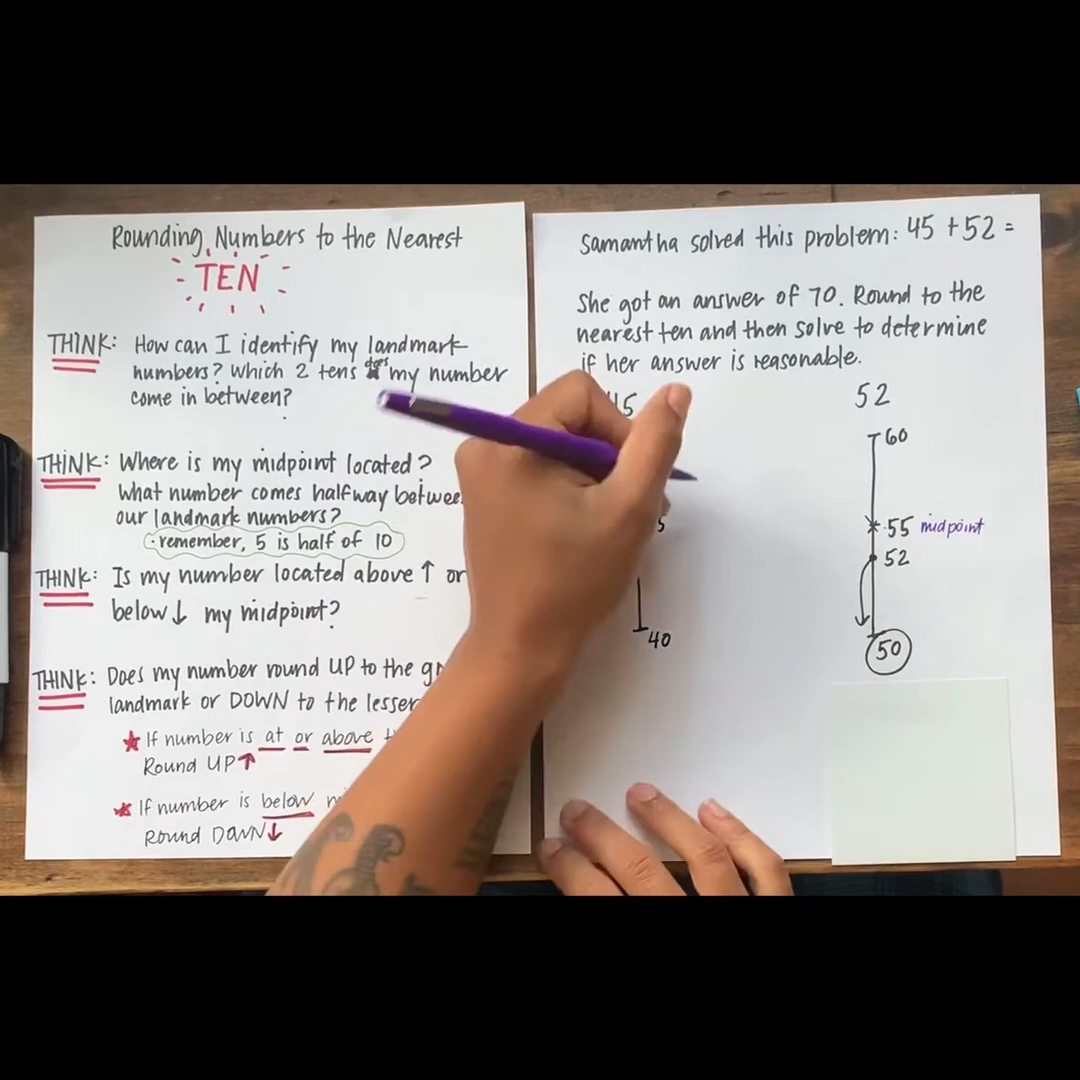 Rounding Numbers to the Nearest
TEN
THINK: How can I identify my landmark
numbers? Which 2 tens does my number
come in between?
THINK: Where is my midpoint located?
What number comes halfway
our landmark numbers?
remember, 5 is half of 10
THINK: Is my number located above ↑ or
below ↓ my midpoint?
THINK: Does my number round UP to the
landmark or DOWN to the lesser
★ If number is at or above
Round UP ↑
★ If number is below
Round DOWN ↓
Samantha solved this problem: 45 + 52 =
She got an answer of 70. Round to the
nearest ten and then solve to determine
if her answer is reasonable.
45
40
52
60
55 midpoint
52
50